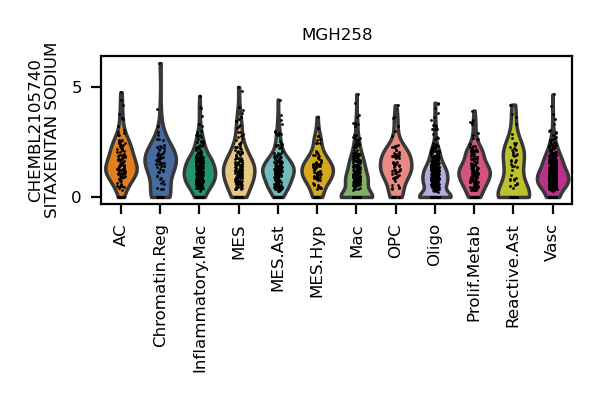 MGH258
CHEMBL2105740
SITAXENTAN SODIUM
5
0
AC
Chromatin.Reg
Inflammatory.Mac
MES
MES.Ast
MES.Hyp
Mac
OPC
Oligo
Prolif.Metab
Reactive.Ast
Vasc